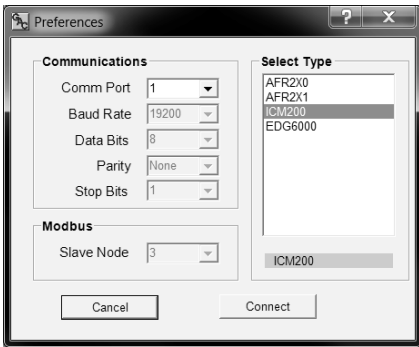 GAC Preferences ? X
Communications
Comm Port 1
Baud Rate 19200
Data Bits 8
Parity None
Stop Bits 1
Modbus
Slave Node 3
Select Type
AFR2X0
AFR2X1
ICM200
EDG6000
ICM200
Cancel
Connect